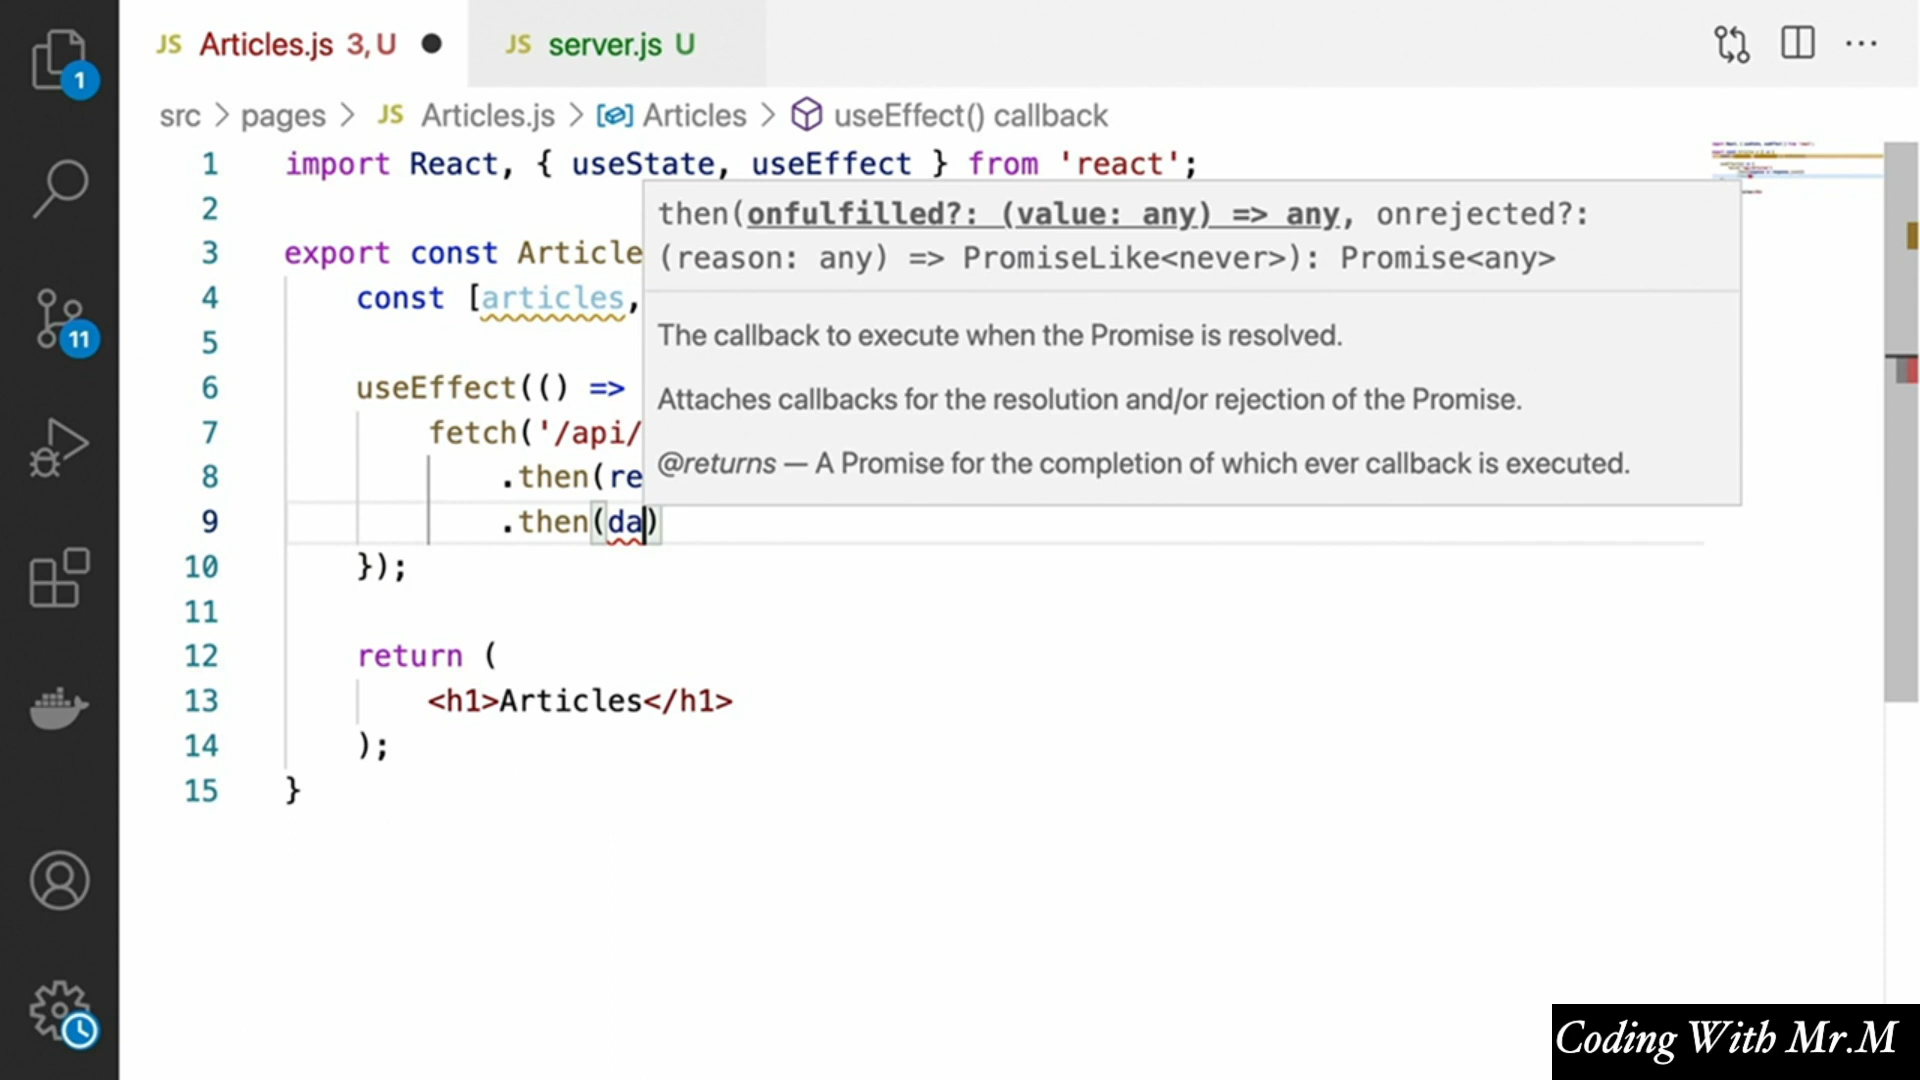 JS Articles.js 3, U ● JS server.js U ...
src > pages > JS Articles.js > Articles > useEffect() callback
1 import React, { useState, useEffect } from 'react';
2
then(onfulfilled?: (value: any) => any, onrejected?:
3 export const Article
(reason: any) => PromiseLike<never>): Promise<any>
4 const [articles,
The callback to execute when the Promise is resolved.
5
6 useEffect(() =>
Attaches callbacks for the resolution and/or rejection of the Promise.
7 fetch('/api/
@returns — A Promise for the completion of which ever callback is executed.
8 .then(re
9 .then(da)
10 });
11
12 return (
13 <h1>Articles</h1>
14 );
15 }
1
11
Coding With Mr.M